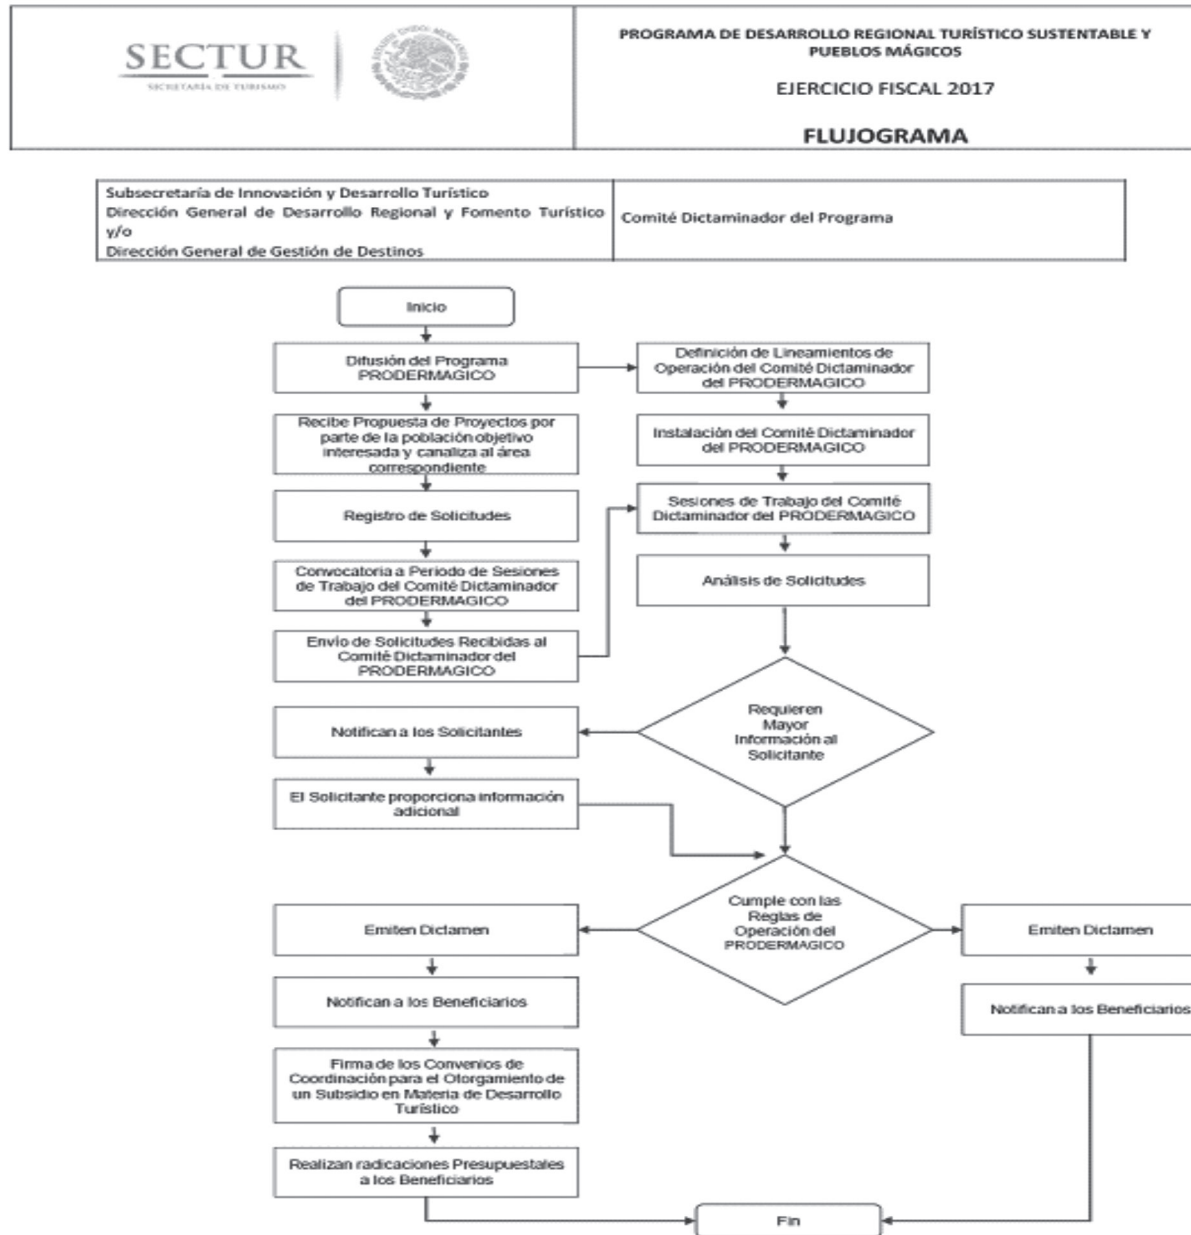 SECTUR
SECRETARÍA DE TURISMO
ESTADOS UNIDOS MEXICANOS
PROGRAMA DE DESARROLLO REGIONAL TURÍSTICO SUSTENTABLE Y
PUEBLOS MÁGICOS
EJERCICIO FISCAL 2017
FLUJOGRAMA
Subsecretaría de Innovación y Desarrollo Turístico
Dirección General de Desarrollo Regional y Fomento Turístico
y/o
Dirección General de Gestión de Destinos
Comité Dictaminador del Programa
Inicio
Difusión del Programa
PRODERMAGICO
Definición de Lineamientos de
Operación del Comité Dictaminador
del PRODERMAGICO
Recibe Propuesta de Proyectos por
parte de la población objetivo
interesada y canaliza al área
correspondiente
Instalación del Comité Dictaminador
del PRODERMAGICO
Registro de Solicitudes
Sesiones de Trabajo del Comité
Dictaminador del PRODERMAGICO
Convocatoria a Periodo de Sesiones
de Trabajo del Comité Dictaminador
del PRODERMAGICO
Análisis de Solicitudes
Envío de Solicitudes Recibidas al
Comité Dictaminador del
PRODERMAGICO
Requieren
Mayor
Información al
Solicitante
Notifican a los Solicitantes
El Solicitante proporciona información
adicional
Cumple con las
Reglas de
Operación del
PRODERMAGICO
Emiten Dictamen
Emiten Dictamen
Notifican a los Beneficiarios
Notifican a los Beneficiarios
Firma de los Convenios de
Coordinación para el Otorgamiento de
un Subsidio en Materia de Desarrollo
Turístico
Realizan radicaciones Presupuestales
a los Beneficiarios
Fin